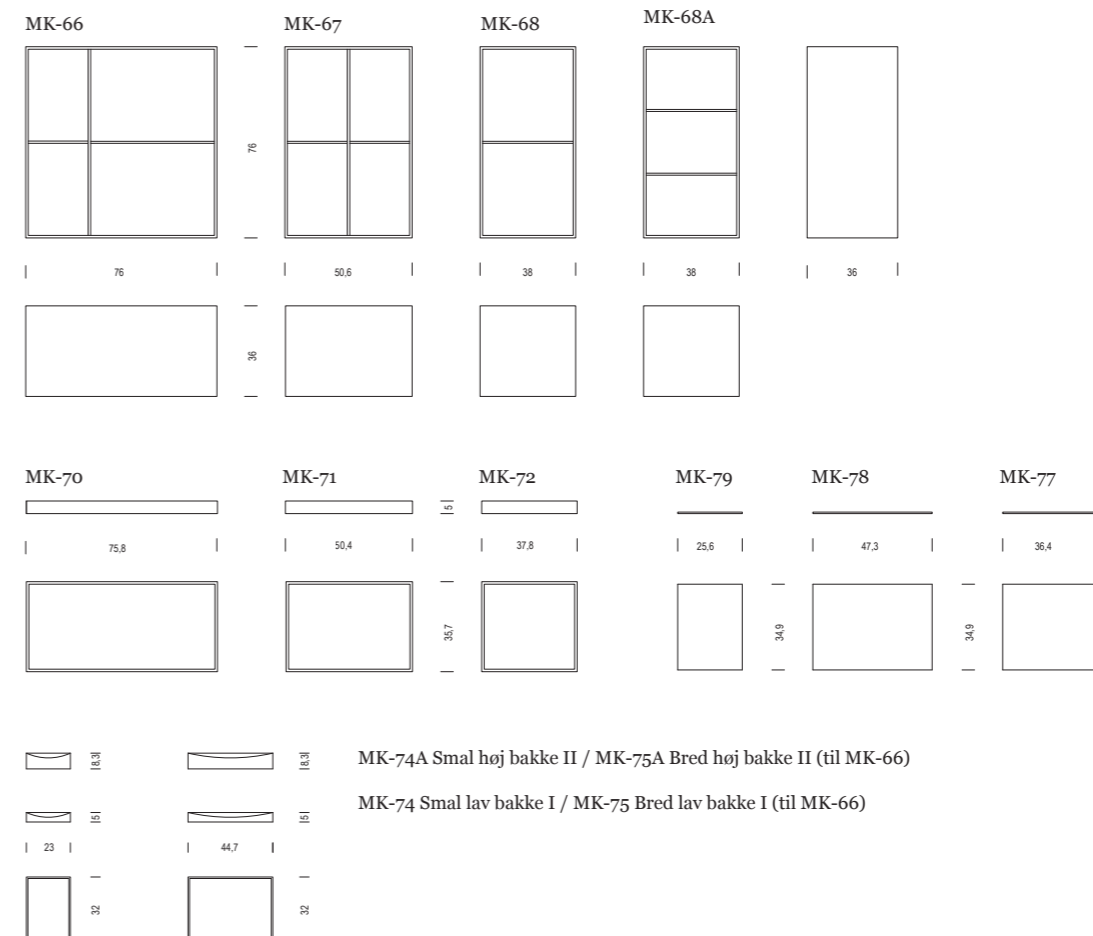 MK-66 MK-67 MK-68 MK-68A
76
76 50,6 38 38 36
36
MK-70 MK-71 MK-72 MK-79 MK-78 MK-77
5
75,8 50,4 37,8 25,6 47,3 36,4
35,7 34,9 34,9
8,3 8,3 MK-74A Smal høj bakke II / MK-75A Bred høj bakke II (til MK-66)
5 5 MK-74 Smal lav bakke I / MK-75 Bred lav bakke I (til MK-66)
23 44,7
32 32